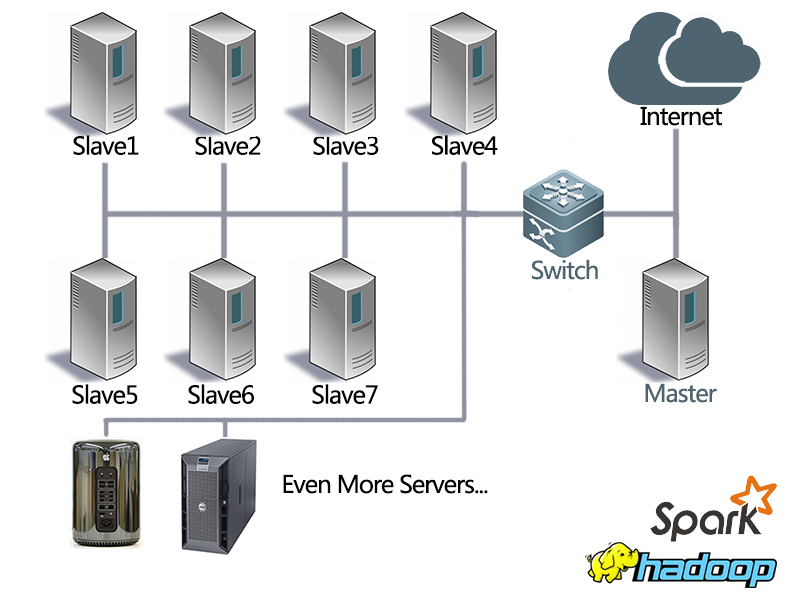 Slave1
Slave2
Slave3
Slave4
Internet
Switch
Slave5
Slave6
Slave7
Master
Even More Servers...
Spark
hadoop